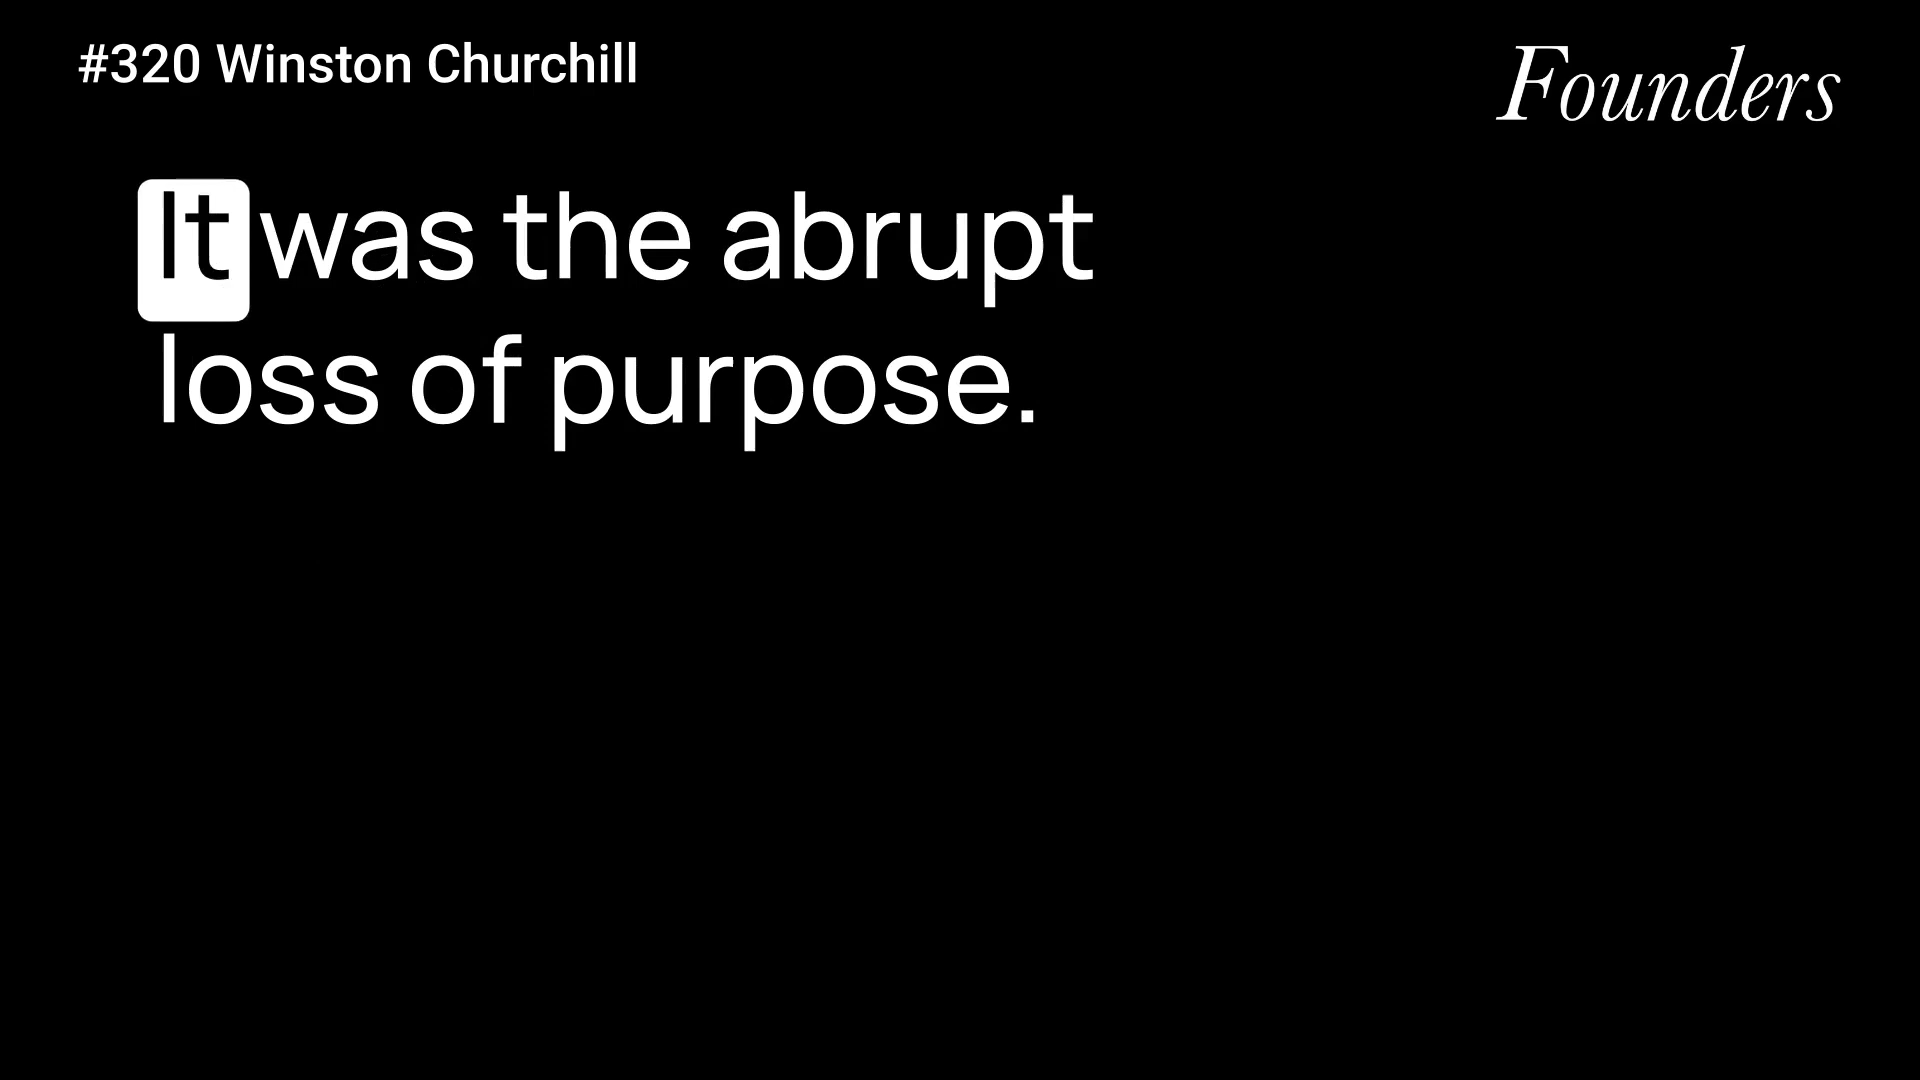 #320 Winston Churchill
Founders
It was the abrupt
loss of purpose.